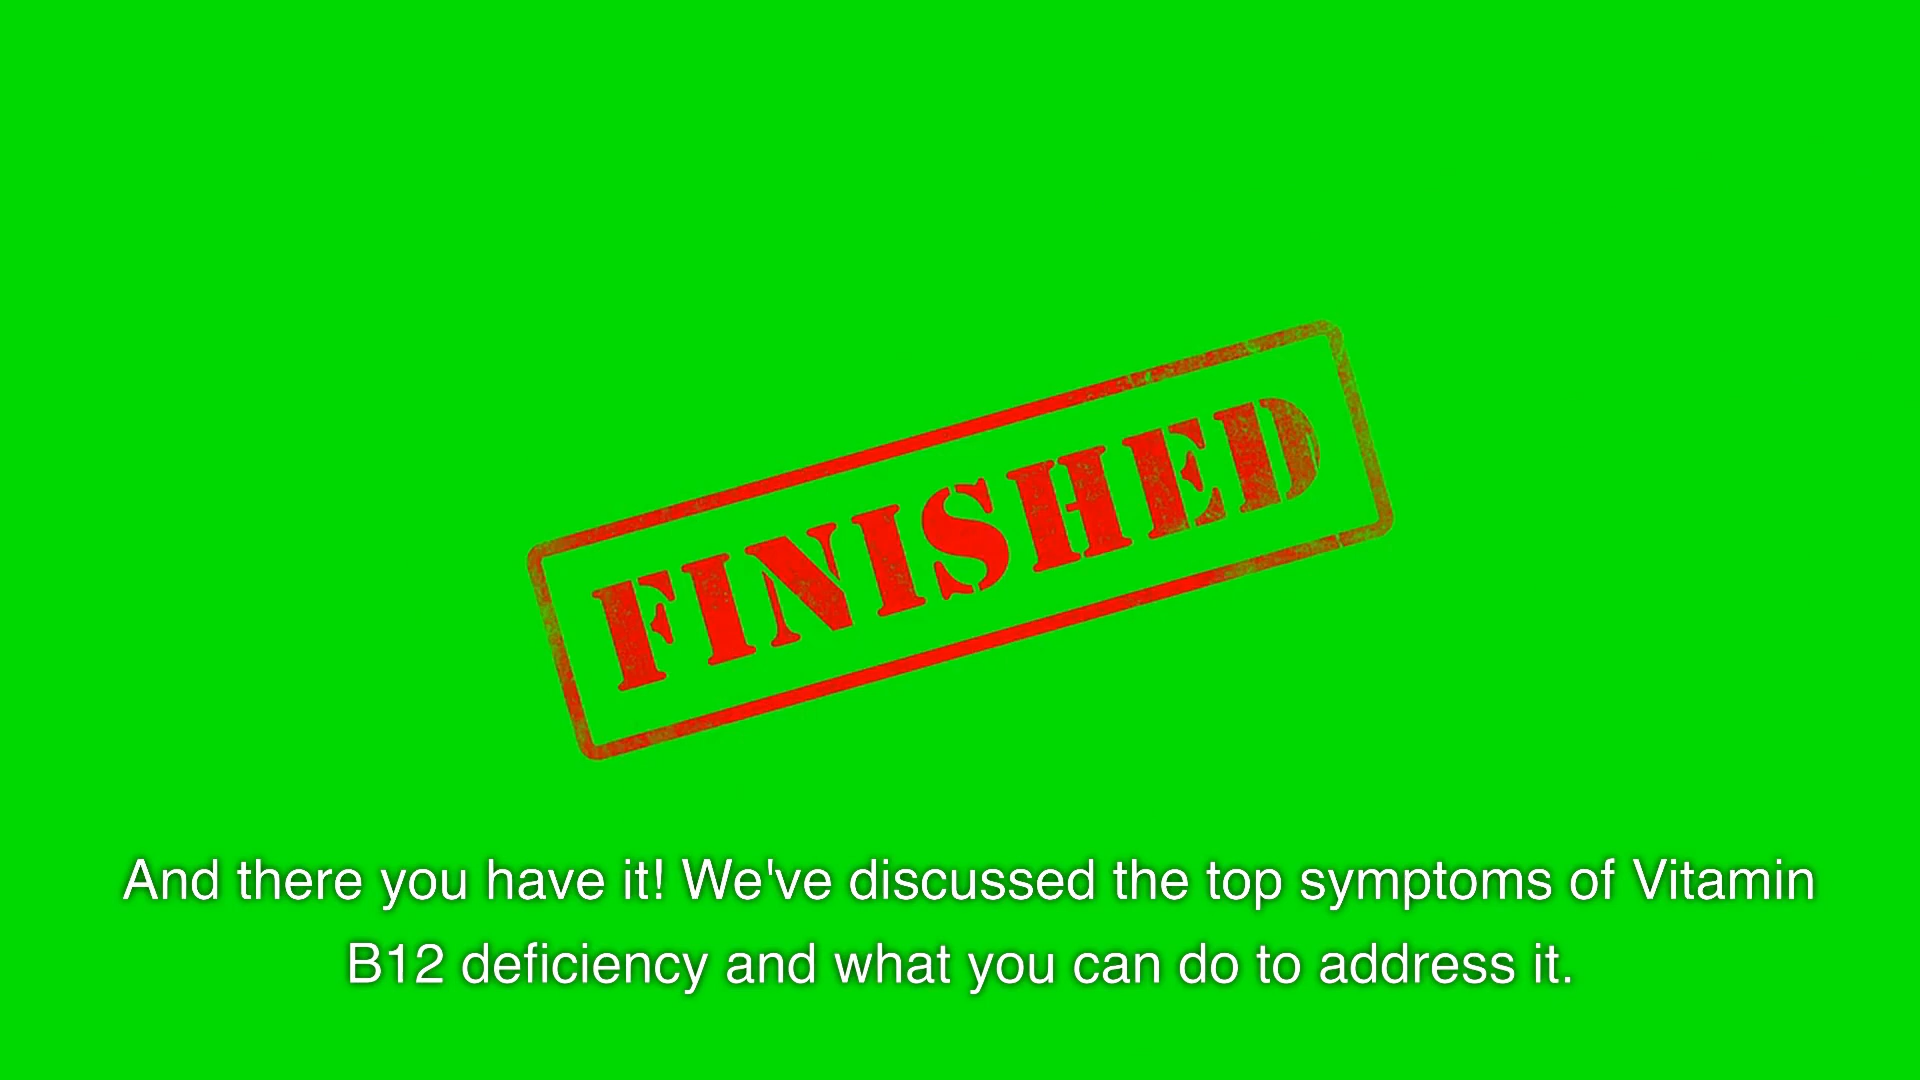 FINISHED
And there you have it! We've discussed the top symptoms of Vitamin
B12 deficiency and what you can do to address it.